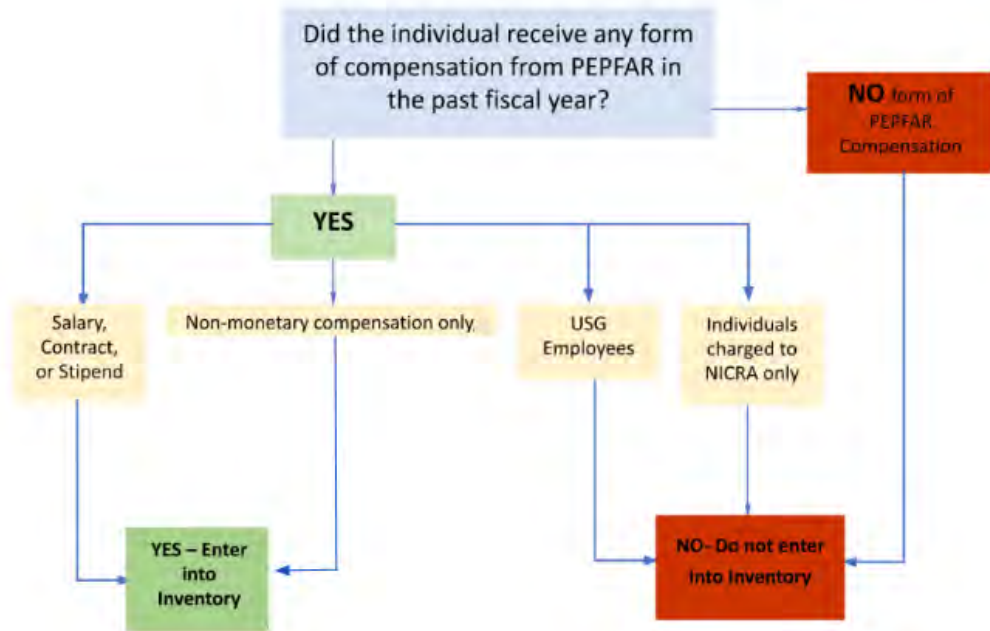 Did the individual receive any form
of compensation from PEPFAR in
the past fiscal year?
NO form of
PEPFAR
Compensation
YES
Salary,
Contract,
or Stipend
Non-monetary compensation only
USG
Employees
Individuals
charged to
NICRA only
YES – Enter
into
Inventory
NO- Do not enter
into Inventory